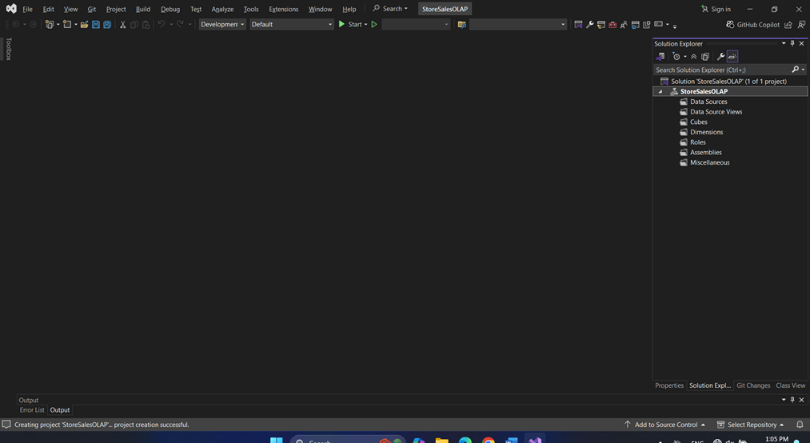 File Edit View Git Project Build Debug Test Analyze Tools Extensions Window Help Search StoreSalesOLAP Sign in
Developmen Default Start GitHub Copilot
Toolbox
Solution Explorer
Search Solution Explorer (Ctrl+;)
Solution 'StoreSalesOLAP' (1 of 1 project)
StoreSalesOLAP
Data Sources
Data Source Views
Cubes
Dimensions
Roles
Assemblies
Miscellaneous
Properties Solution Expl... Git Changes Class View
Output
Error List Output
Creating project 'StoreSalesOLAP'... project creation successful. Add to Source Control Select Repository
Search ENG 1:05 PM